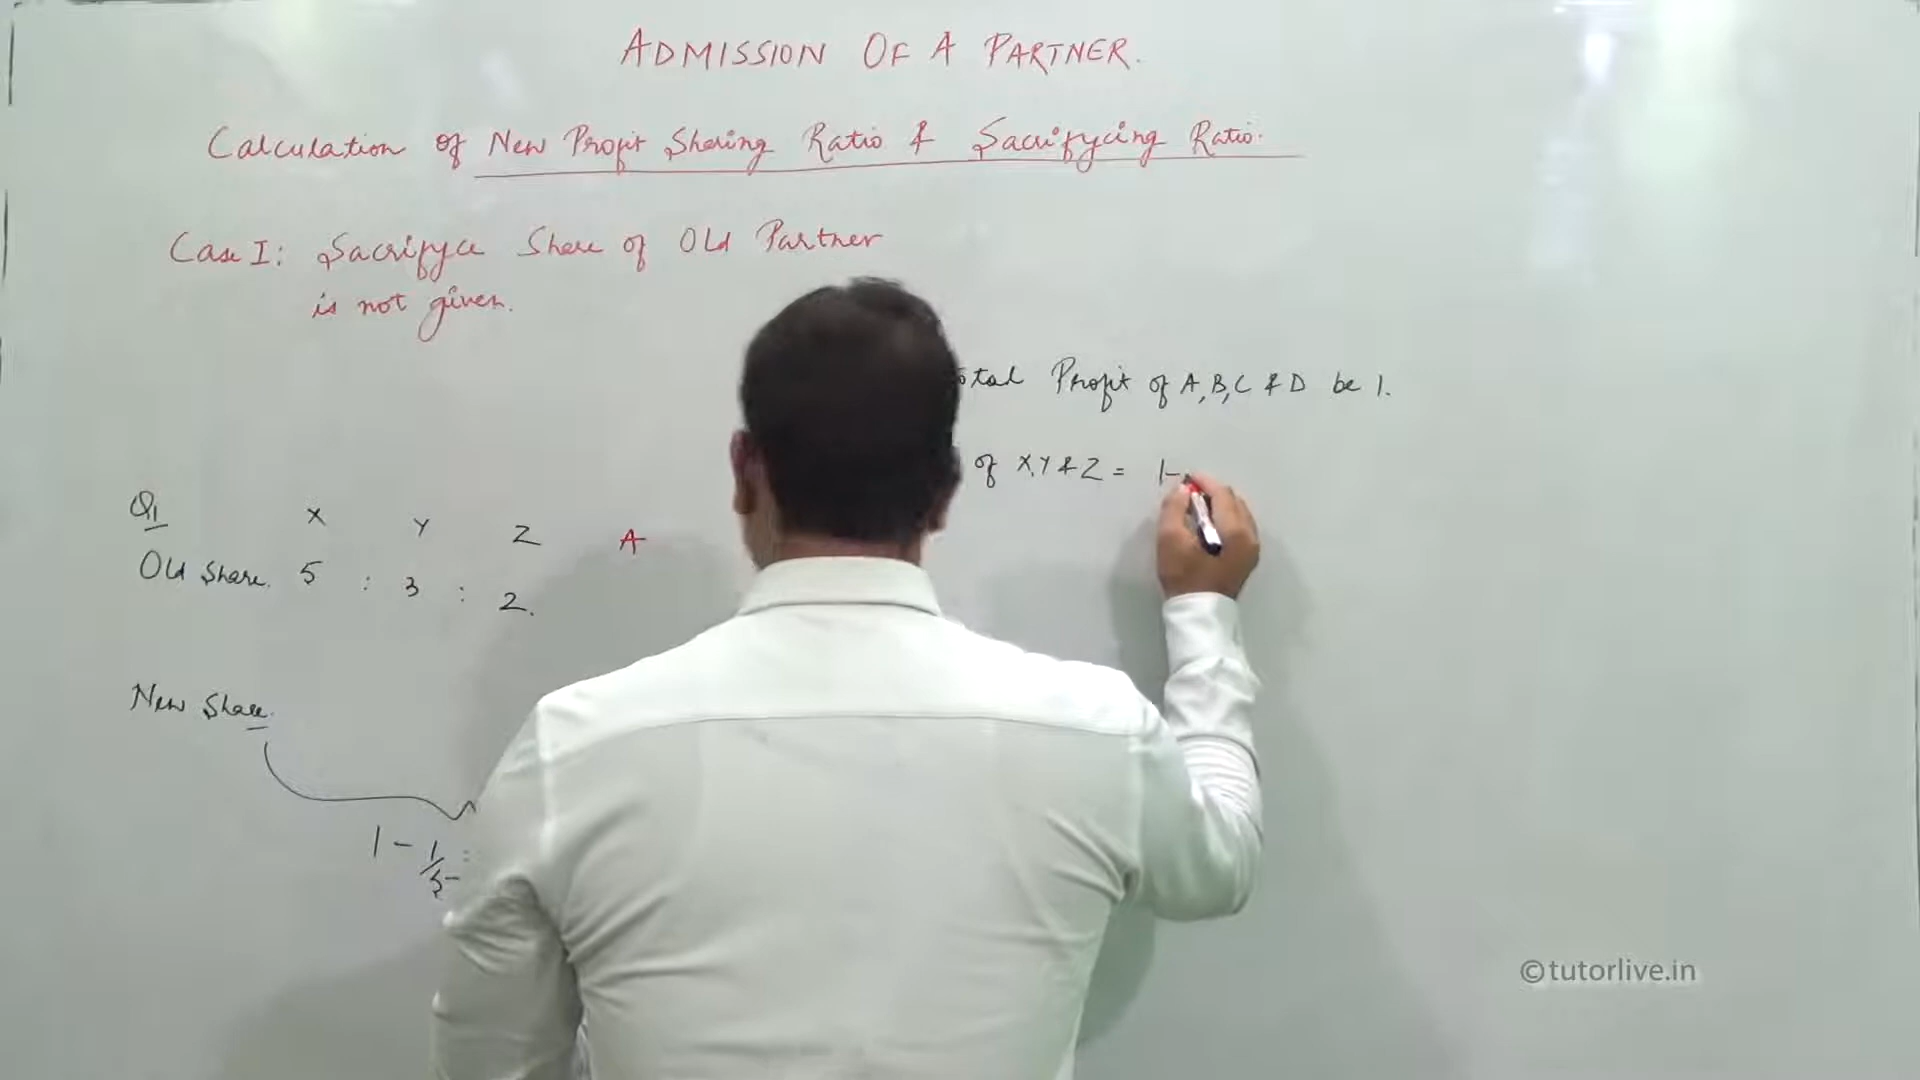 ADMISSION OF A PARTNER.
Calculation of New Profit Sharing Ratio & Sacrifycing Ratio.
Case I: Sacrifyce Share of Old Partner
is not given.
otal Profit of A, B, C & D be 1.
of X, Y & Z = 1-
Q1 X Y Z A
Old Share. 5 : 3 : 2.
New Share.
1 - 1/5 =
©tutorlive.in